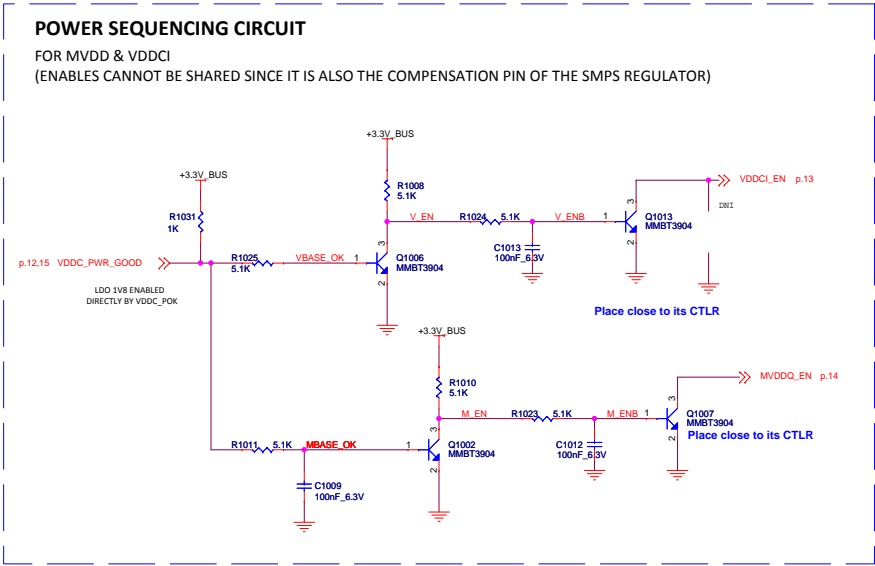 POWER SEQUENCING CIRCUIT
FOR MVDD & VDDCI
(ENABLES CANNOT BE SHARED SINCE IT IS ALSO THE COMPENSATION PIN OF THE SMPS REGULATOR)
+3.3V_BUS
+3.3V_BUS
R1008
5.1K
R1031
1K
VDDCI_EN p.13
DNI
V_EN
R1024 5.1K
V_ENB
1
3
2
Q1013
MMBT3904
C1013
100nF_6.3V
p.12,15 VDDC_PWR_GOOD
R1025
5.1K
VBASE_OK
1
3
2
Q1006
MMBT3904
LDO 1V8 ENABLED
DIRECTLY BY VDDC_POK
Place close to its CTLR
+3.3V_BUS
R1010
5.1K
MVDDQ_EN p.14
M_EN
R1023 5.1K
M_ENB
1
3
2
Q1007
MMBT3904
Place close to its CTLR
C1012
100nF_6.3V
R1011 5.1K
MBASE_OK
1
3
2
Q1002
MMBT3904
C1009
100nF_6.3V